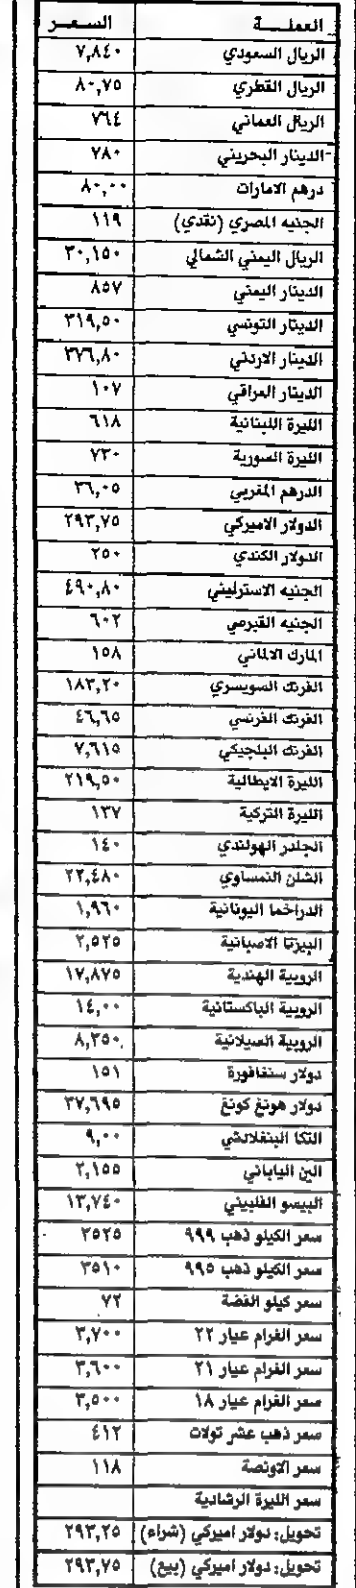 العملة السعر
الريال السعودي ٧,٨٤٠
الريال القطري ٨٠,٧٥
الريال العماني ٧٦٤
الدينار البحريني ٧٨٠
درهم الامارات ٨٠,٠٠
الجنيه المصري (نقدي) ١١٩
الريال اليمني الشمالي ٣٠,١٥٠
الدينار اليمني ٨٥٧
الدينار التونسي ٣١٩,٥٠
الدينار الاردني ٣٧٦,٨٠
الدينار العراقي ١٠٧
الليرة اللبنانية ٦١٨
الليرة السورية ٧٣٠
الدرهم المغربي ٣٦,٠٥
الدولار الاميركي ٢٩٣,٧٥
الدولار الكندي ٢٥٠
الجنيه الاسترليني ٤٩٠,٨٠
الجنيه القبرصي ٦٠٢
المارك الالماني ١٥٨
الفرنك السويسري ١٨٣,٢٠
الفرنك الفرنسي ٤٦,٦٥
الفرنك البلجيكي ٧,٦١٥
الليرة الايطالية ٢١٩,٥٠
الليرة التركية ١٣٧
الجلدر الهولندي ١٤٠
الشلن النمساوي ٢٢,٤٨٠
الدراخما اليونانية ١,٩٦٠
البيزتا الاسبانية ٢,٥٢٥
الروبية الهندية ١٧,٨٧٥
الروبية الباكستانية ١٤,٠٠
الروبية السيلانية ٨,٣٥٠
دولار سنغافورة ١٥١
دولار هونغ كونغ ٣٧,٦٩٥
التكا البنغلادشي ٩,٠٠
الين الياباني ٢,١٥٥
البيسو الفلبيني ١٣,٧٤٠
سعر الكيلو ذهب ٩٩٩ ٣٥٢٥
سعر الكيلو ذهب ٩٩٥ ٣٥١٠
سعر كيلو الفضة ٧٢
سعر الغرام عيار ٢٢ ٣,٧٠٠
سعر الغرام عيار ٢١ ٣,٦٠٠
سعر الغرام عيار ١٨ ٣,٥٠٠
سعر ذهب عشر تولات ٤١٢
سعر الاونصة ١١٨
سعر الليرة الرشادية
تحويل: دولار اميركي (شراء) ٢٩٣,٢٥
تحويل: دولار اميركي (بيع) ٢٩٣,٧٥